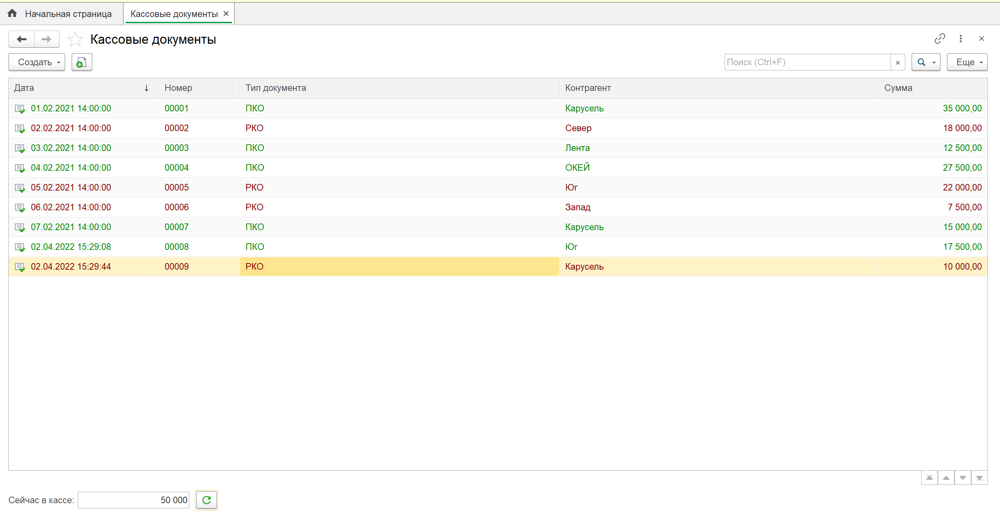 Начальная страница Кассовые документы
Кассовые документы
Создать Поиск (Ctrl+F) Еще
Дата Номер Тип документа Контрагент Сумма
01.02.2021 14:00:00 00001 ПКО Карусель 35 000,00
02.02.2021 14:00:00 00002 РКО Север 18 000,00
03.02.2021 14:00:00 00003 ПКО Лента 12 500,00
04.02.2021 14:00:00 00004 ПКО ОКЕЙ 27 500,00
05.02.2021 14:00:00 00005 РКО Юг 22 000,00
06.02.2021 14:00:00 00006 РКО Запад 7 500,00
07.02.2021 14:00:00 00007 ПКО Карусель 15 000,00
02.04.2022 15:29:08 00008 ПКО Юг 17 500,00
02.04.2022 15:29:44 00009 РКО Карусель 10 000,00
Сейчас в кассе: 50 000